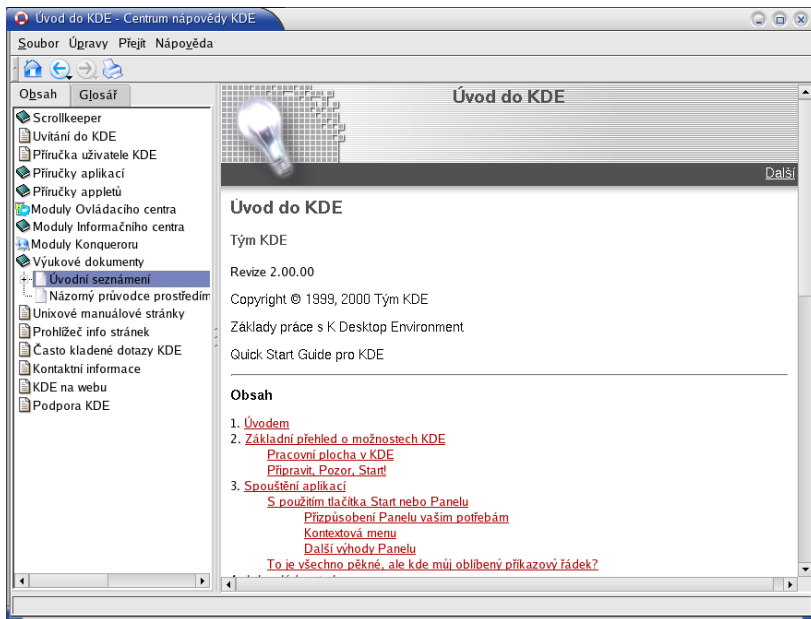 Úvod do KDE - Centrum nápovědy KDE
Soubor Úpravy Přejít Nápověda
Obsah Glosář
Scrollkeeper
Uvítání do KDE
Příručka uživatele KDE
Příručky aplikací
Příručky appletů
Moduly Ovládacího centra
Moduly Informačního centra
Moduly Konqueroru
Výukové dokumenty
Úvodní seznámení
Názorný průvodce prostředím
Unixové manuálové stránky
Prohlížeč info stránek
Často kladené dotazy KDE
Kontaktní informace
KDE na webu
Podpora KDE
Úvod do KDE
Další
Úvod do KDE
Tým KDE
Revize 2.00.00
Copyright © 1999, 2000 Tým KDE
Základy práce s K Desktop Environment
Quick Start Guide pro KDE
Obsah
1. Úvodem
2. Základní přehled o možnostech KDE
Pracovní plocha v KDE
Připravit, Pozor, Start!
3. Spouštění aplikací
S použitím tlačítka Start nebo Panelu
Přizpůsobení Panelu vašim potřebám
Kontextová menu
Další výhody Panelu
To je všechno pěkné, ale kde můj oblíbený příkazový řádek?